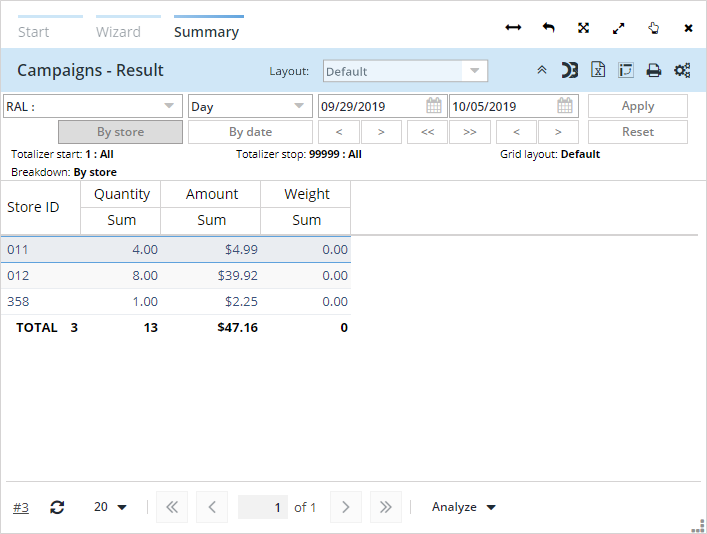 Start Wizard Summary
Campaigns - Result Layout: Default
RAL : Day 09/29/2019 10/05/2019 Apply
By store By date < > << >> < > Reset
Totalizer start: 1 : All Totalizer stop: 99999 : All Grid layout: Default
Breakdown: By store
Store ID Quantity Amount Weight
Sum Sum Sum
011 4.00 $4.99 0.00
012 8.00 $39.92 0.00
358 1.00 $2.25 0.00
TOTAL 3 13 $47.16 0
#3 20 1 of 1 Analyze